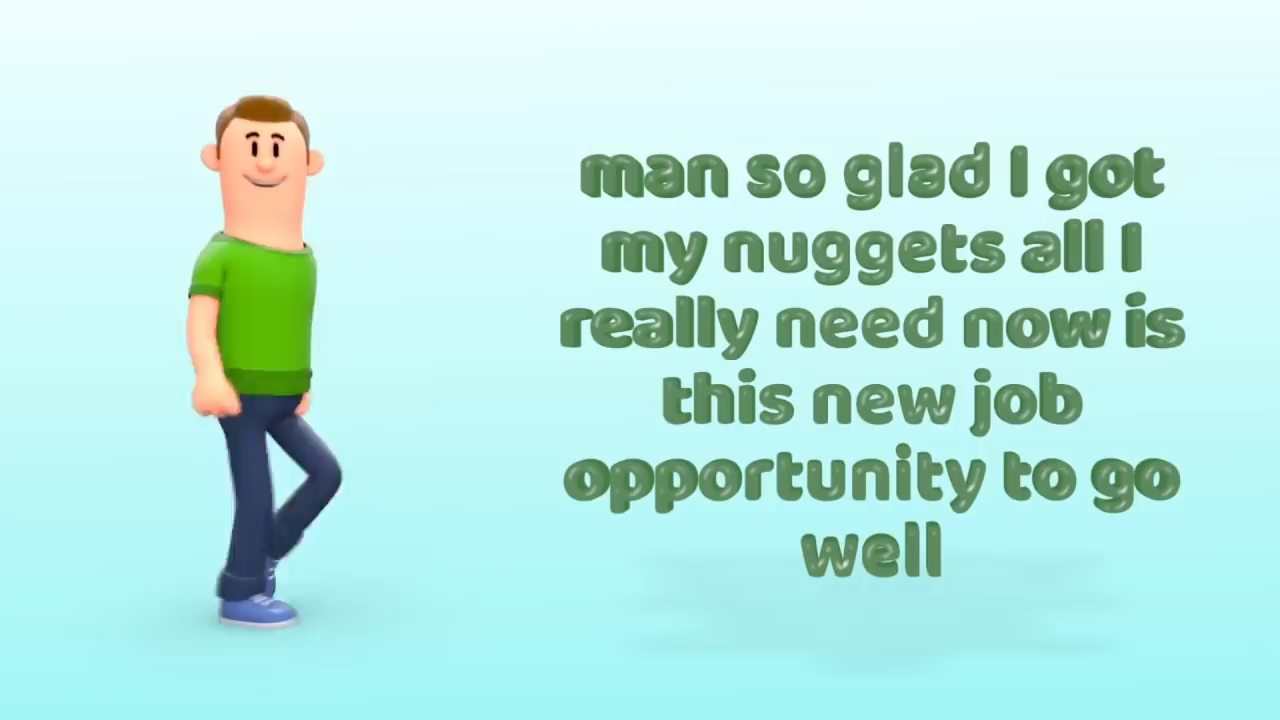 man so glad I got
my nuggets all I
really need now is
this new job
opportunity to go
well